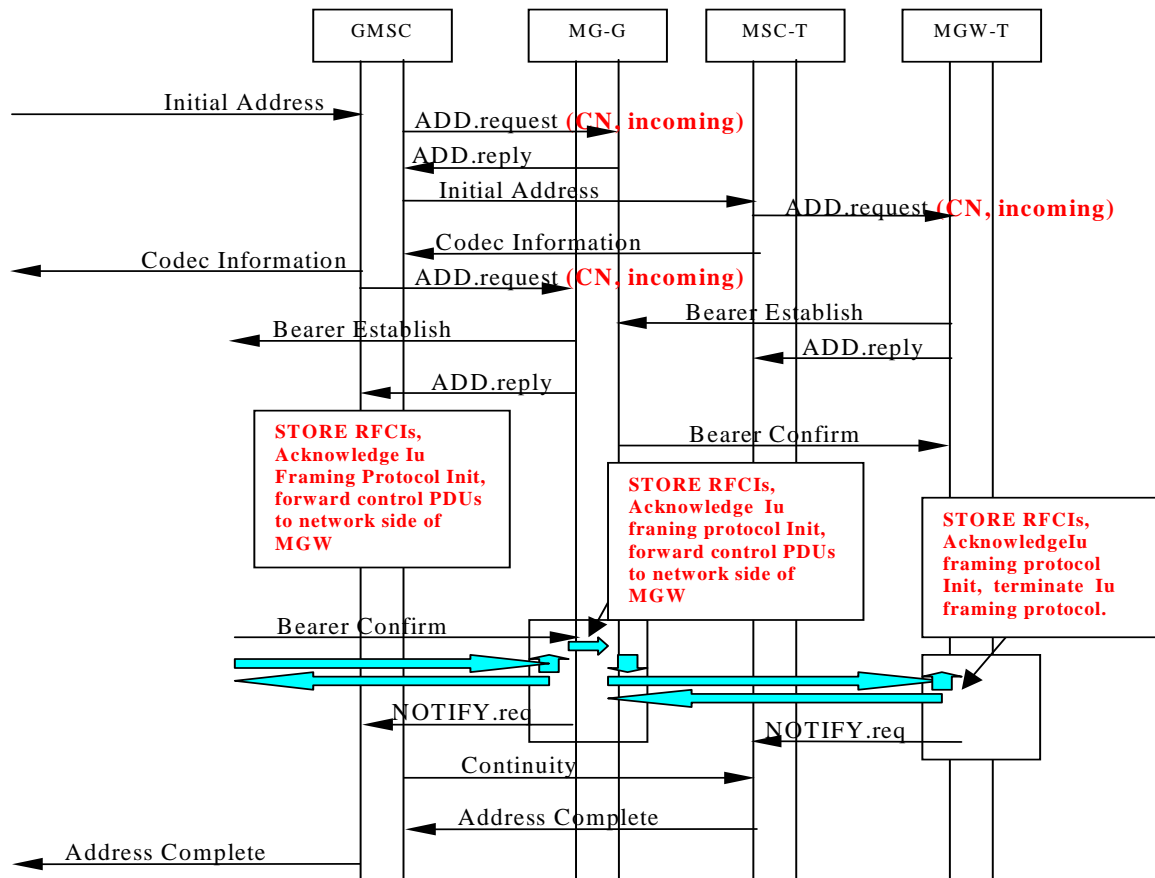 GMSC
MG-G
MSC-T
MGW-T
Initial Address
ADD.request (CN, incoming)
ADD.reply
Initial Address
ADD.request (CN, incoming)
Codec Information
Codec Information
ADD.request (CN, incoming)
Bearer Establish
Bearer Establish
ADD.reply
ADD.reply
STORE RFCIs,
Acknowledge Iu
Framing Protocol Init,
forward control PDUs
to network side of
MGW
Bearer Confirm
STORE RFCIs,
Acknowledge Iu
franing protocol Init,
forward control PDUs
to network side of
MGW
STORE RFCIs,
AcknowledgeIu
framing protocol
Init, terminate Iu
framing protocol.
Bearer Confirm
NOTIFY.req
NOTIFY.req
Continuity
Address Complete
Address Complete